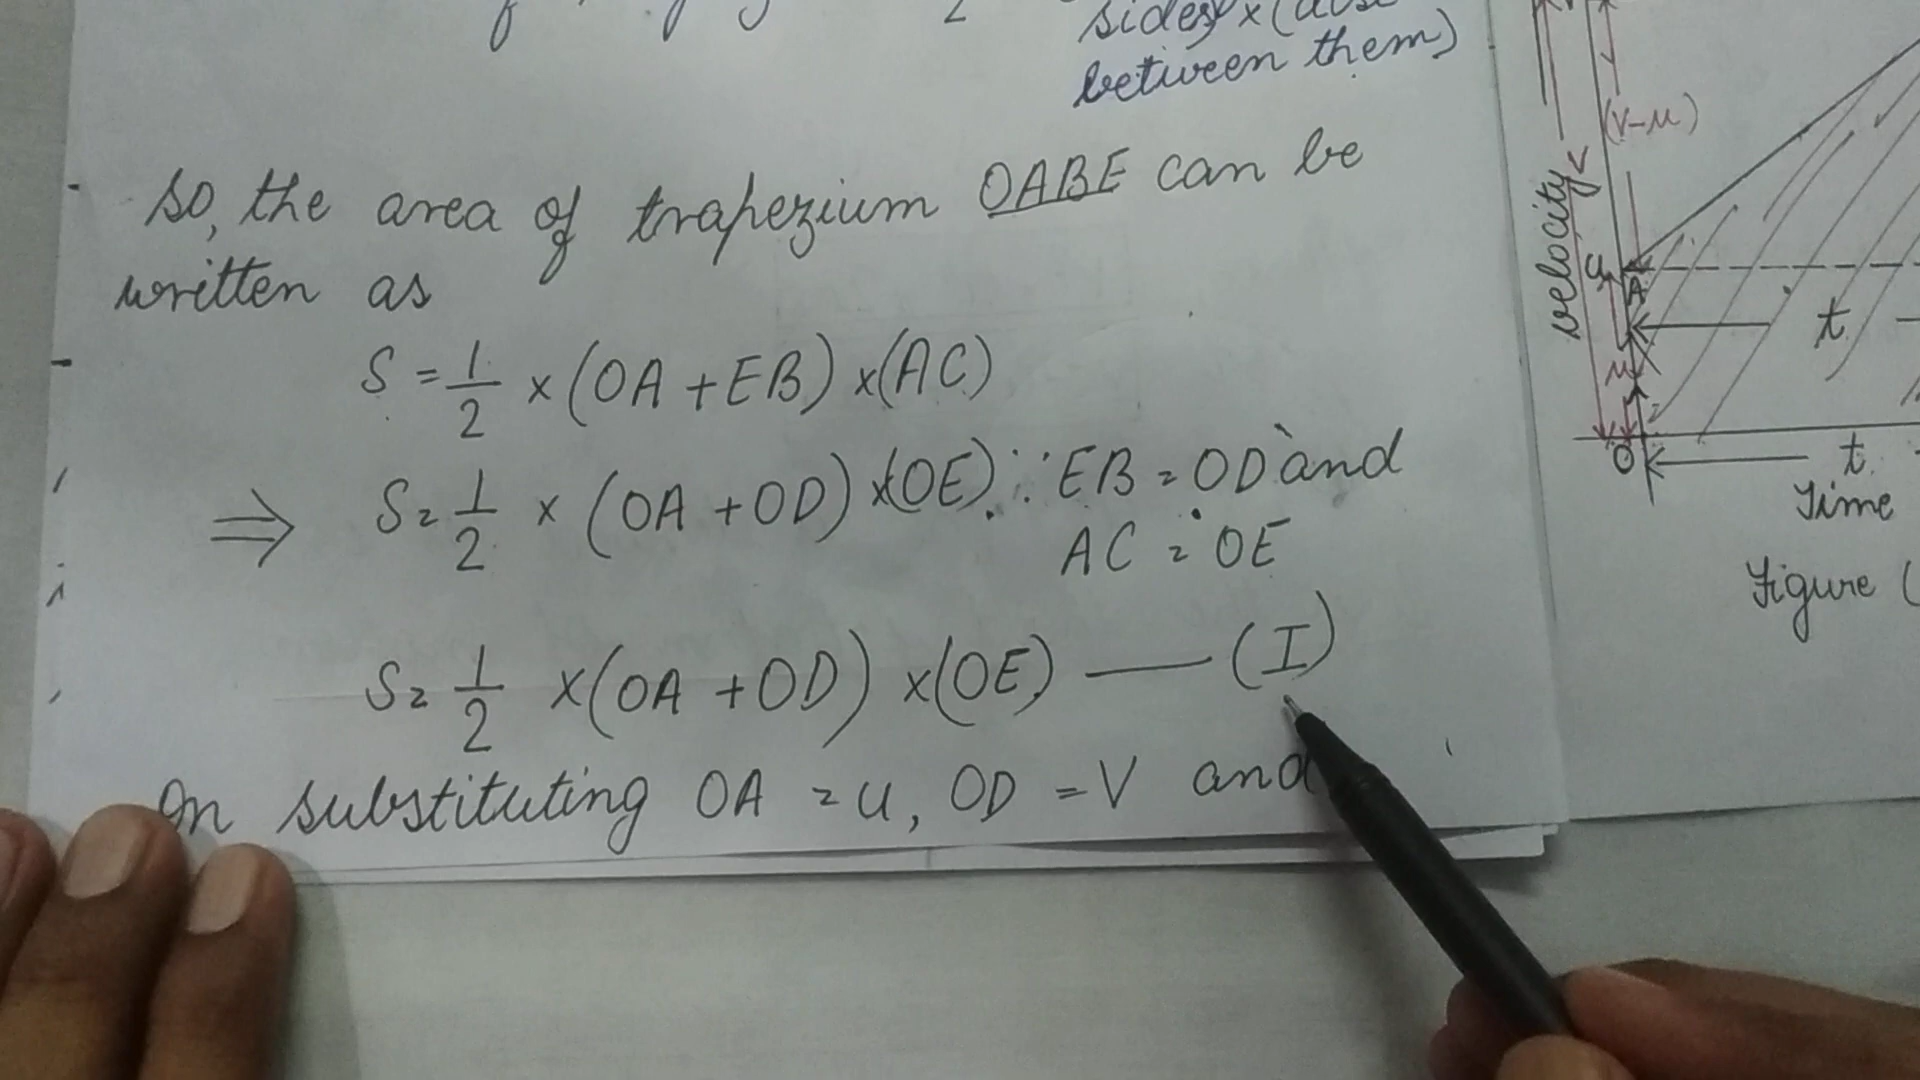 sides) × (
between them)
So, the area of trapezium OABE can be
written as
S = 1/2 × (OA + EB) × (AC)
⇒ S = 1/2 × (OA + OD) × (OE) ∵ EB = OD and
AC = OE
S = 1/2 × (OA + OD) × (OE) — (I)
On substituting OA = u, OD = V and
(v-u)
velocity
A
t
u
O
t
Time
Figure (